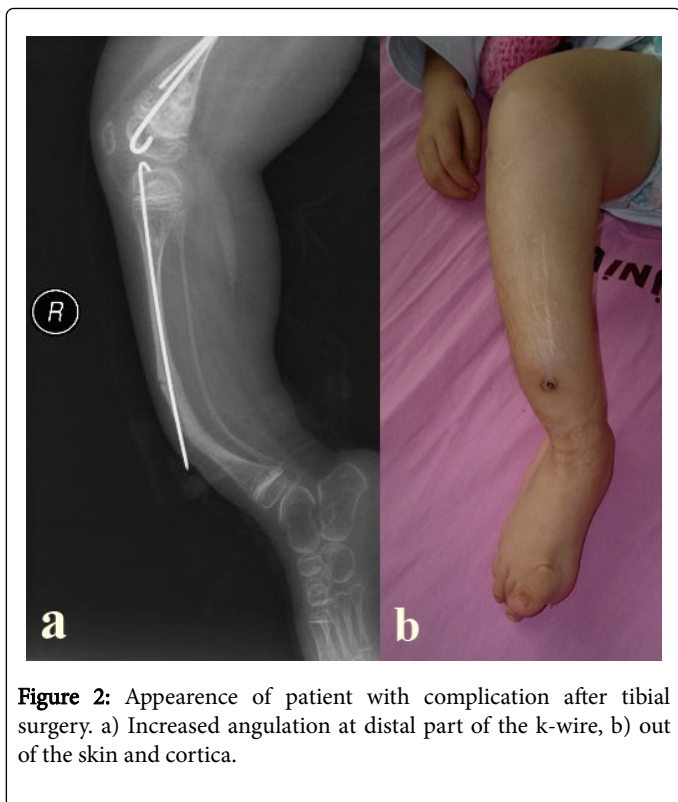 R
INI
a
b
Figure 2: Appearence of patient with complication after tibial
surgery. a) Increased angulation at distal part of the k-wire, b) out
of the skin and cortica.